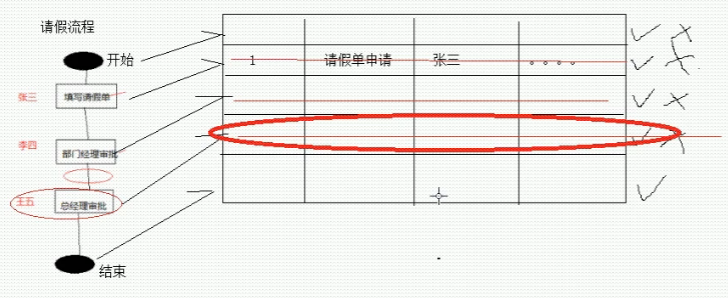 请假流程
开始
1 请假单申请 张三 。。。。
张三 填写请假单
李四 部门经理审批
王五 总经理审批
结束